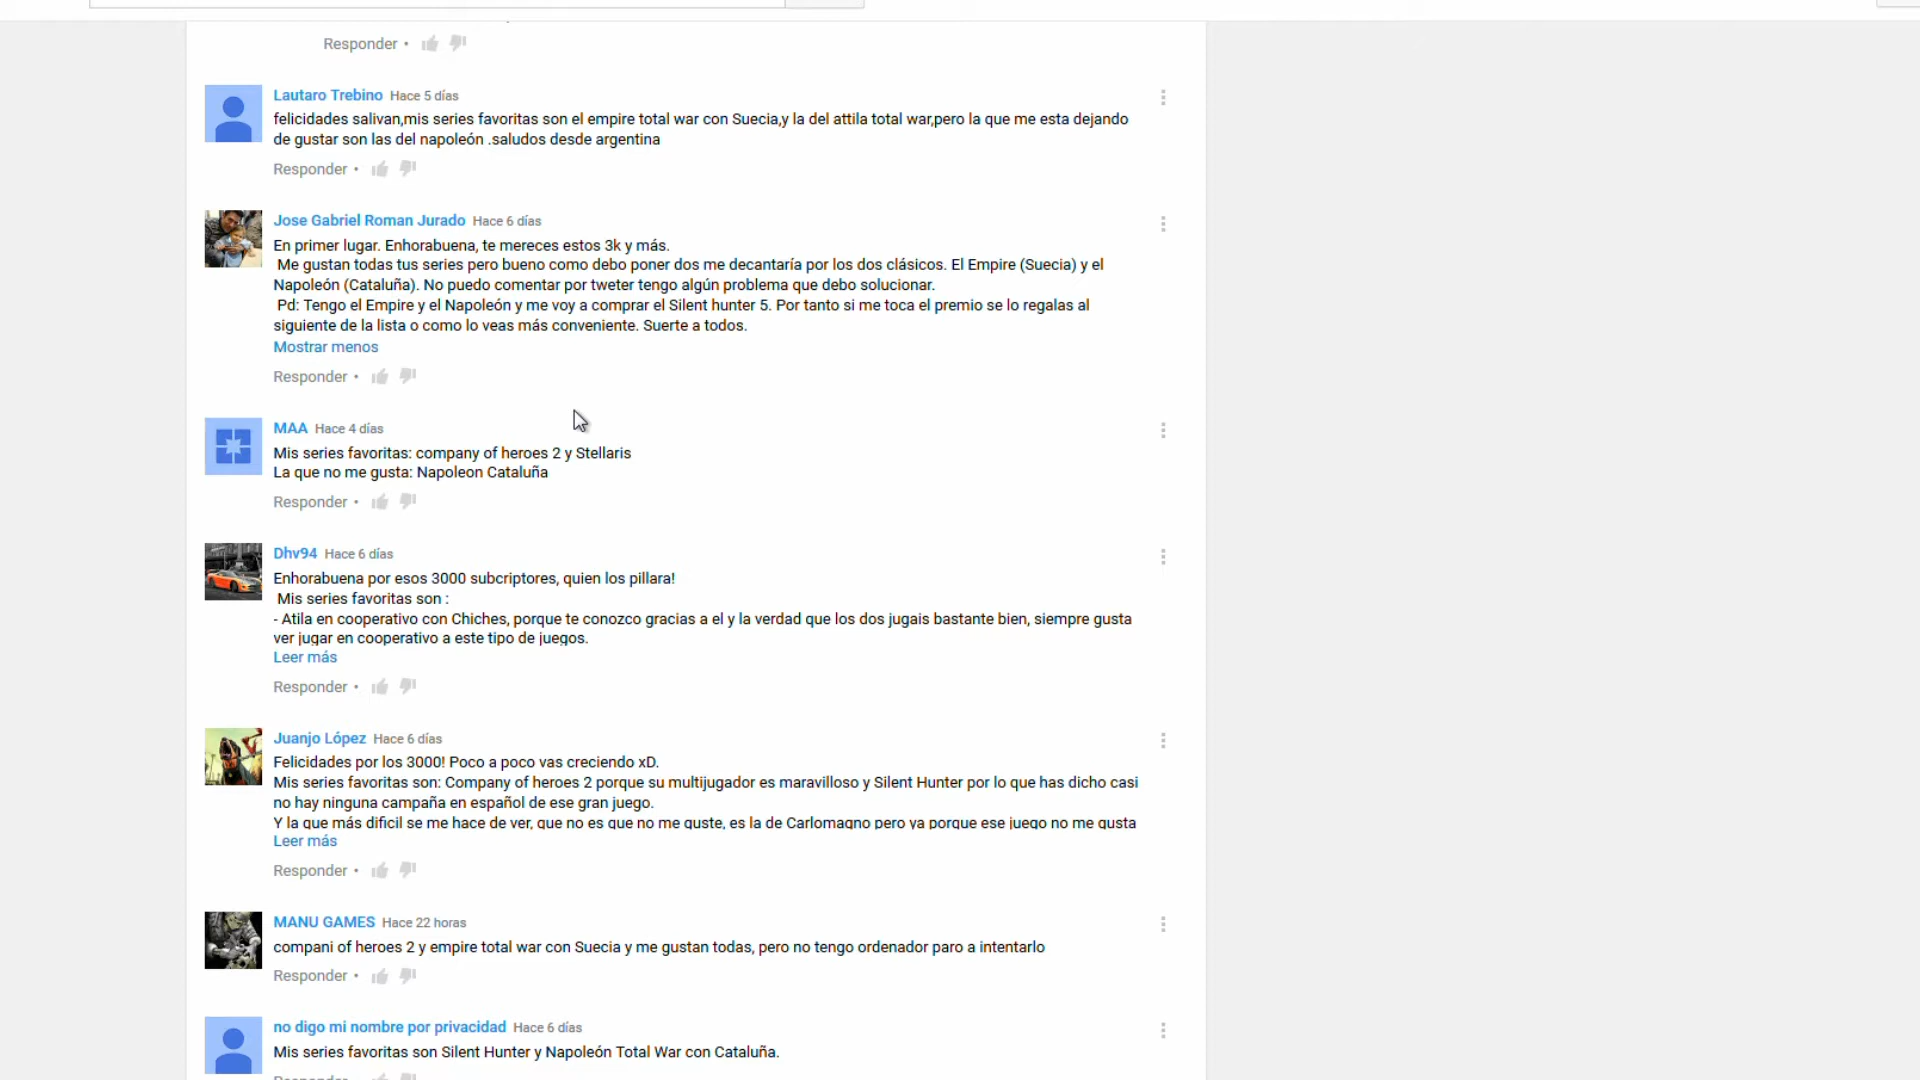 Responder •
Lautaro Trebino Hace 5 días
felicidades salivan,mis series favoritas son el empire total war con Suecia,y la del attila total war,pero la que me esta dejando
de gustar son las del napoleón .saludos desde argentina
Responder •
Jose Gabriel Roman Jurado Hace 6 días
En primer lugar. Enhorabuena, te mereces estos 3k y más.
Me gustan todas tus series pero bueno como debo poner dos me decantaría por los dos clásicos. El Empire (Suecia) y el
Napoleón (Cataluña). No puedo comentar por tweter tengo algún problema que debo solucionar.
Pd: Tengo el Empire y el Napoleón y me voy a comprar el Silent hunter 5. Por tanto si me toca el premio se lo regalas al
siguiente de la lista o como lo veas más conveniente. Suerte a todos.
Mostrar menos
Responder •
MAA Hace 4 días
Mis series favoritas: company of heroes 2 y Stellaris
La que no me gusta: Napoleon Cataluña
Responder •
Dhv94 Hace 6 días
Enhorabuena por esos 3000 subcriptores, quien los pillara!
Mis series favoritas son :
- Atila en cooperativo con Chiches, porque te conozco gracias a el y la verdad que los dos jugais bastante bien, siempre gusta
ver jugar en cooperativo a este tipo de juegos.
Leer más
Responder •
Juanjo López Hace 6 días
Felicidades por los 3000! Poco a poco vas creciendo xD.
Mis series favoritas son: Company of heroes 2 porque su multijugador es maravilloso y Silent Hunter por lo que has dicho casi
no hay ninguna campaña en español de ese gran juego.
Y la que más dificil se me hace de ver, que no es que no me guste, es la de Carlomagno pero ya porque ese juego no me gusta
Leer más
Responder •
MANU GAMES Hace 22 horas
compani of heroes 2 y empire total war con Suecia y me gustan todas, pero no tengo ordenador paro a intentarlo
Responder •
no digo mi nombre por privacidad Hace 6 días
Mis series favoritas son Silent Hunter y Napoleón Total War con Cataluña.
Responder